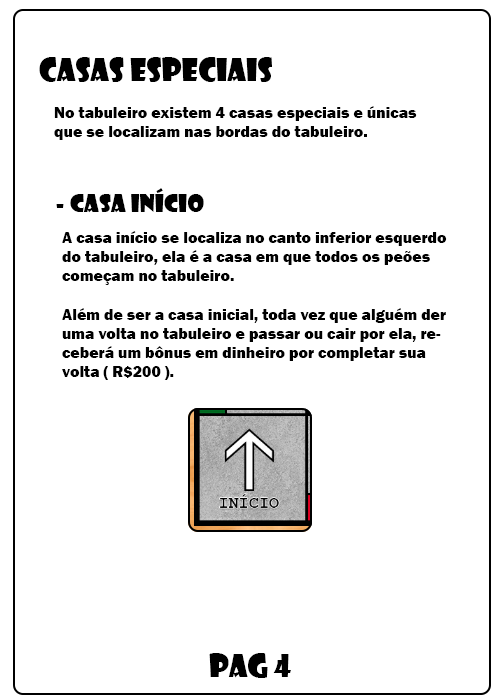 CASAS ESPECIAIS
No tabuleiro existem 4 casas especiais e únicas
que se localizam nas bordas do tabuleiro.
- CASA INÍCIO
A casa início se localiza no canto inferior esquerdo
do tabuleiro, ela é a casa em que todos os peões
começam no tabuleiro.
Além de ser a casa inicial, toda vez que alguém der
uma volta no tabuleiro e passar ou cair por ela, re-
ceberá um bônus em dinheiro por completar sua
volta ( R$200 ).
INÍCIO
PAG 4